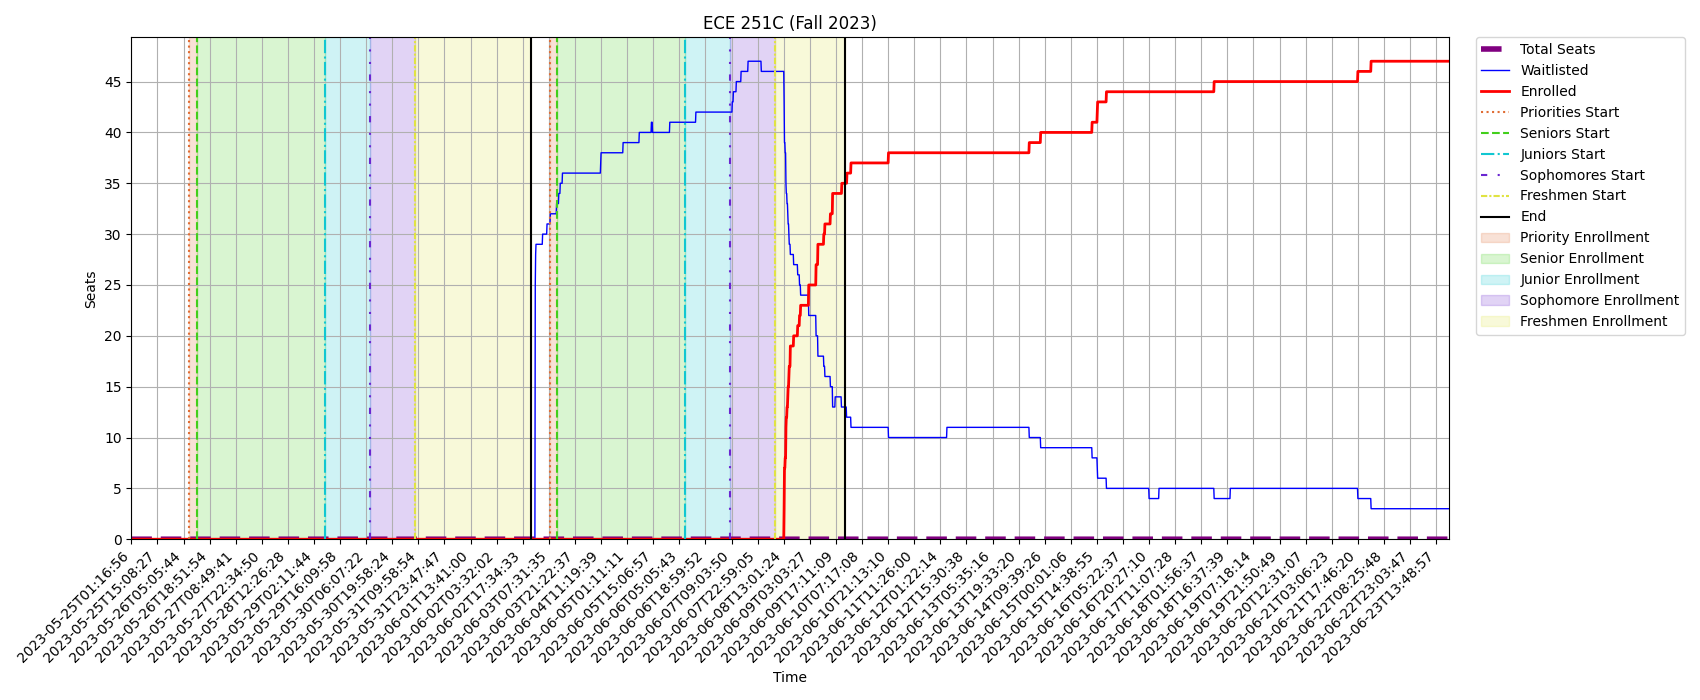 ECE 251C (Fall 2023)
Seats
45
40
35
30
25
20
15
10
5
0
2023-05-25T01:16:56
2023-05-25T15:08:27
2023-05-26T05:05:44
2023-05-26T18:51:54
2023-05-27T08:49:41
2023-05-27T22:34:50
2023-05-28T12:26:28
2023-05-29T02:11:44
2023-05-29T16:09:58
2023-05-30T06:07:22
2023-05-30T19:58:24
2023-05-31T09:58:54
2023-05-31T23:47:47
2023-06-01T13:41:00
2023-06-02T03:32:02
2023-06-02T17:34:33
2023-06-03T07:31:35
2023-06-03T21:22:37
2023-06-04T11:19:39
2023-06-05T01:11:11
2023-06-05T15:06:57
2023-06-06T05:05:43
2023-06-06T18:59:52
2023-06-07T09:03:50
2023-06-07T22:59:05
2023-06-08T13:01:24
2023-06-09T03:03:27
2023-06-09T17:11:09
2023-06-10T07:17:08
2023-06-10T21:13:10
2023-06-11T11:26:00
2023-06-12T01:22:14
2023-06-12T15:30:38
2023-06-13T05:35:16
2023-06-13T19:33:20
2023-06-14T09:39:26
2023-06-15T00:01:06
2023-06-15T14:38:55
2023-06-16T05:22:37
2023-06-16T20:27:10
2023-06-17T11:07:28
2023-06-18T01:56:37
2023-06-18T16:37:39
2023-06-19T07:18:14
2023-06-19T21:50:49
2023-06-20T12:31:07
2023-06-21T03:06:23
2023-06-21T17:46:20
2023-06-22T08:25:48
2023-06-22T23:03:47
2023-06-23T13:48:57
Time
Total Seats
Waitlisted
Enrolled
Priorities Start
Seniors Start
Juniors Start
Sophomores Start
Freshmen Start
End
Priority Enrollment
Senior Enrollment
Junior Enrollment
Sophomore Enrollment
Freshmen Enrollment